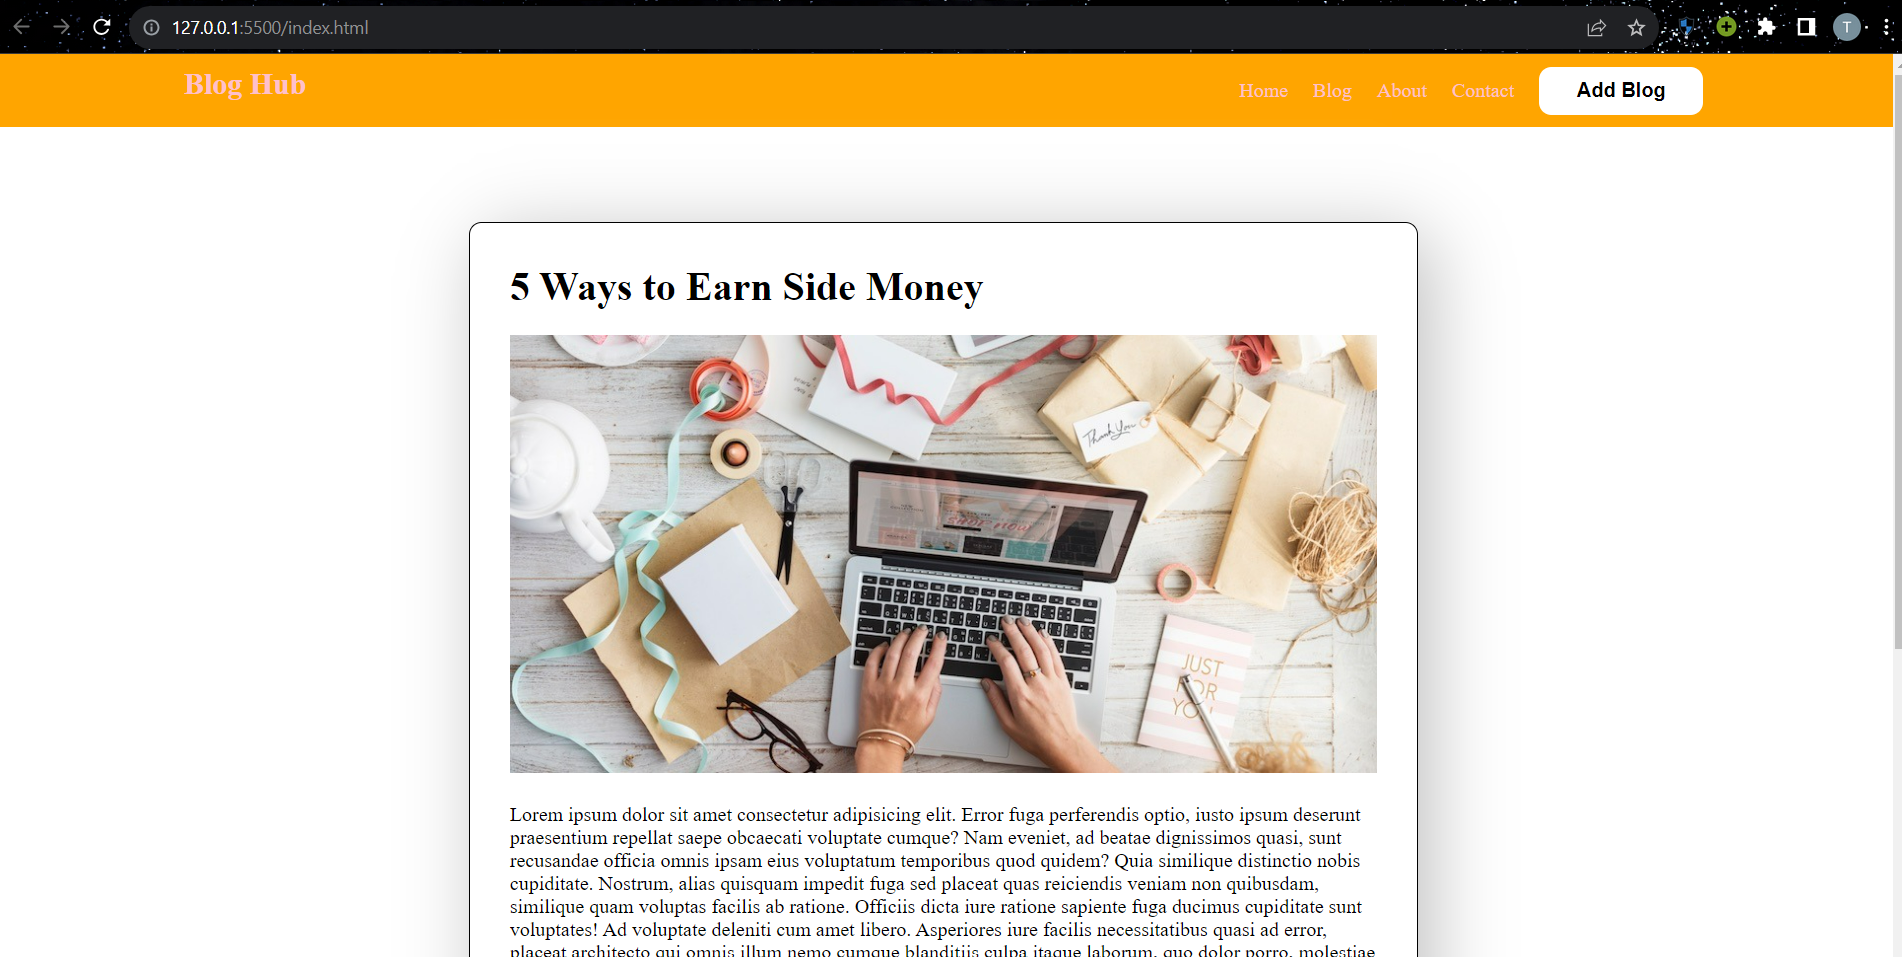 127.0.0.1:5500/index.html
T
Blog Hub
Home Blog About Contact Add Blog
5 Ways to Earn Side Money
Thank You
SHOP NOW
JUST
FOR
YOU
Lorem ipsum dolor sit amet consectetur adipisicing elit. Error fuga perferendis optio, iusto ipsum deserunt
praesentium repellat saepe obcaecati voluptate cumque? Nam eveniet, ad beatae dignissimos quasi, sunt
recusandae officia omnis ipsam eius voluptatum temporibus quod quidem? Quia similique distinctio nobis
cupiditate. Nostrum, alias quisquam impedit fuga sed placeat quas reiciendis veniam non quibusdam,
similique quam voluptas facilis ab ratione. Officiis dicta iure ratione sapiente fuga ducimus cupiditate sunt
voluptates! Ad voluptate deleniti cum amet libero. Asperiores iure facilis necessitatibus quasi ad error,
placeat architecto qui omnis illum nemo cumque blanditiis culpa itaque laborum, quo dolor porro, molestiae